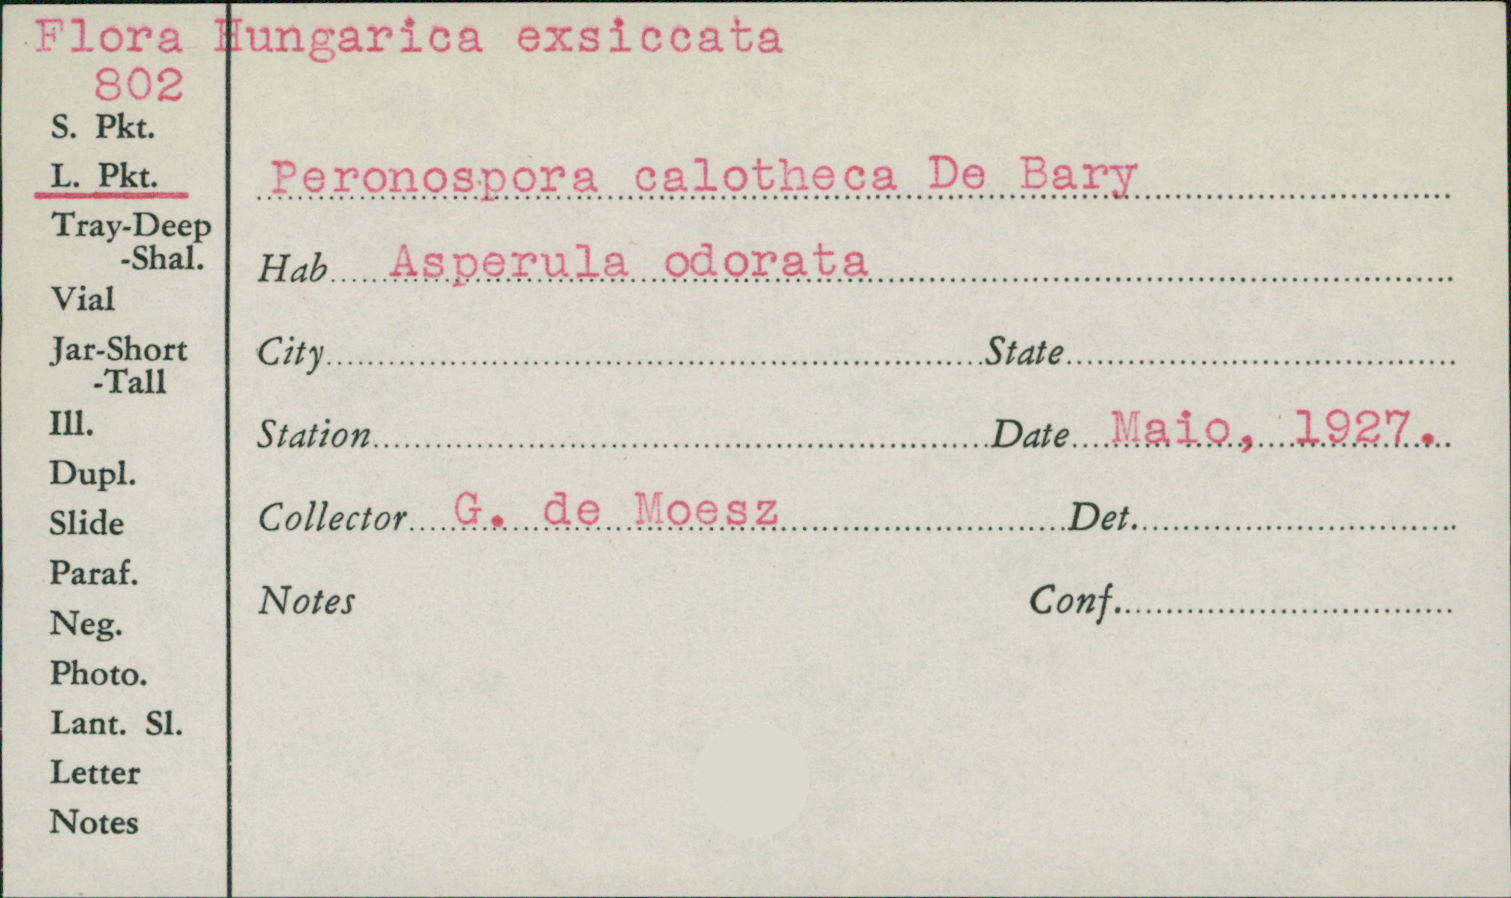 Flora Hungarica exsiccata
802
S. Pkt.
L. Pkt.
Peronospora calotheca De Bary
Tray-Deep
-Shal.
Hab. Asperula odorata
Vial
Jar-Short
-Tall
City State
Ill.
Station Date Maio, 1927.
Dupl.
Slide
Collector G. de Moesz Det.
Paraf.
Notes Conf.
Neg.
Photo.
Lant. Sl.
Letter
Notes